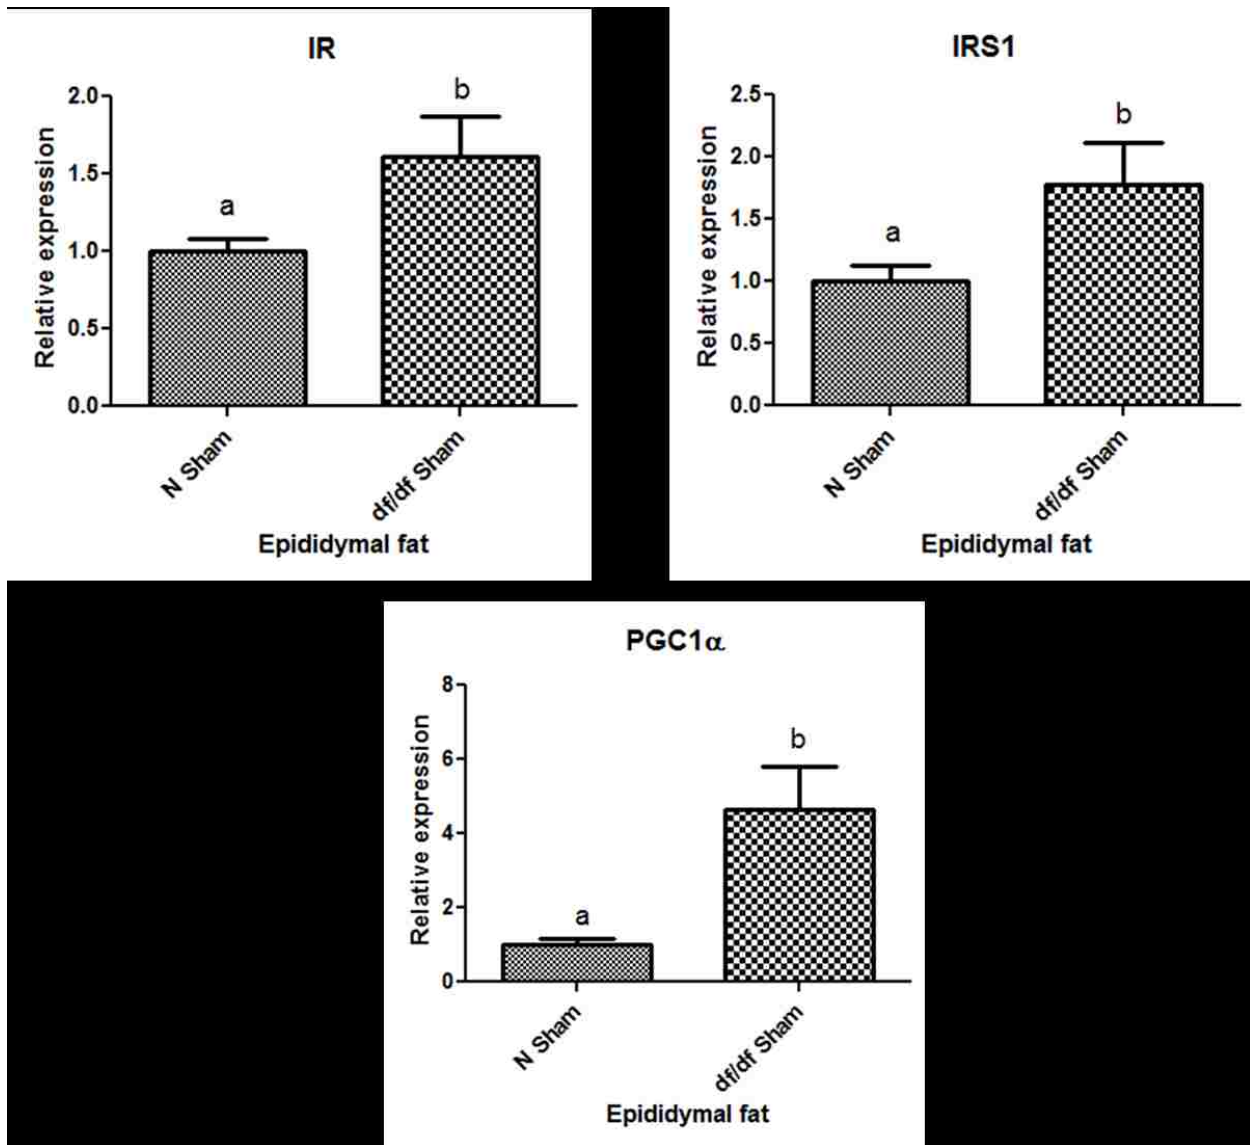 IR
Relative expression
2.0
1.5
1.0
0.5
0.0
a
b
N Sham
df/df Sham
Epididymal fat
IRS1
Relative expression
2.5
2.0
1.5
1.0
0.5
0.0
a
b
N Sham
df/df Sham
Epididymal fat
PGC1α
Relative expression
8
6
4
2
0
a
b
N Sham
df/df Sham
Epididymal fat